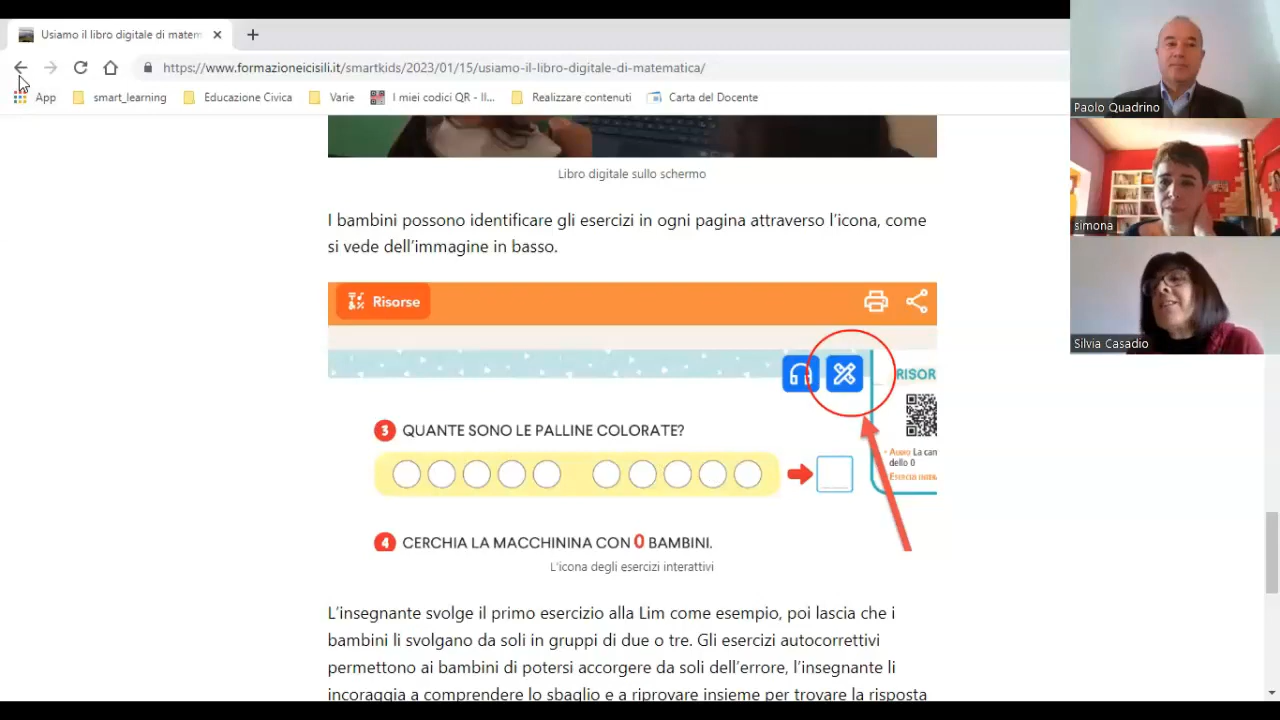 Usiamo il libro digitale di matem
https://www.formazioneicisili.it/smartkids/2023/01/15/usiamo-il-libro-digitale-di-matematica/
App smart_learning Educazione Civica Varie I miei codici QR - Il... Realizzare contenuti Carta del Docente
Libro digitale sullo schermo
I bambini possono identificare gli esercizi in ogni pagina attraverso l'icona, come
si vede dell'immagine in basso.
Risorse
RISOR
3 QUANTE SONO LE PALLINE COLORATE?
AUDIO La can
dello 0
4 CERCHIA LA MACCHININA CON 0 BAMBINI.
L'icona degli esercizi interattivi
L'insegnante svolge il primo esercizio alla Lim come esempio, poi lascia che i
bambini li svolgano da soli in gruppi di due o tre. Gli esercizi autocorrettivi
permettono ai bambini di potersi accorgere da soli dell'errore, l'insegnante li
incoraggia a comprendere lo sbaglio e a riprovare insieme per trovare la risposta
Paolo Quadrino
simona
Silvia Casadio